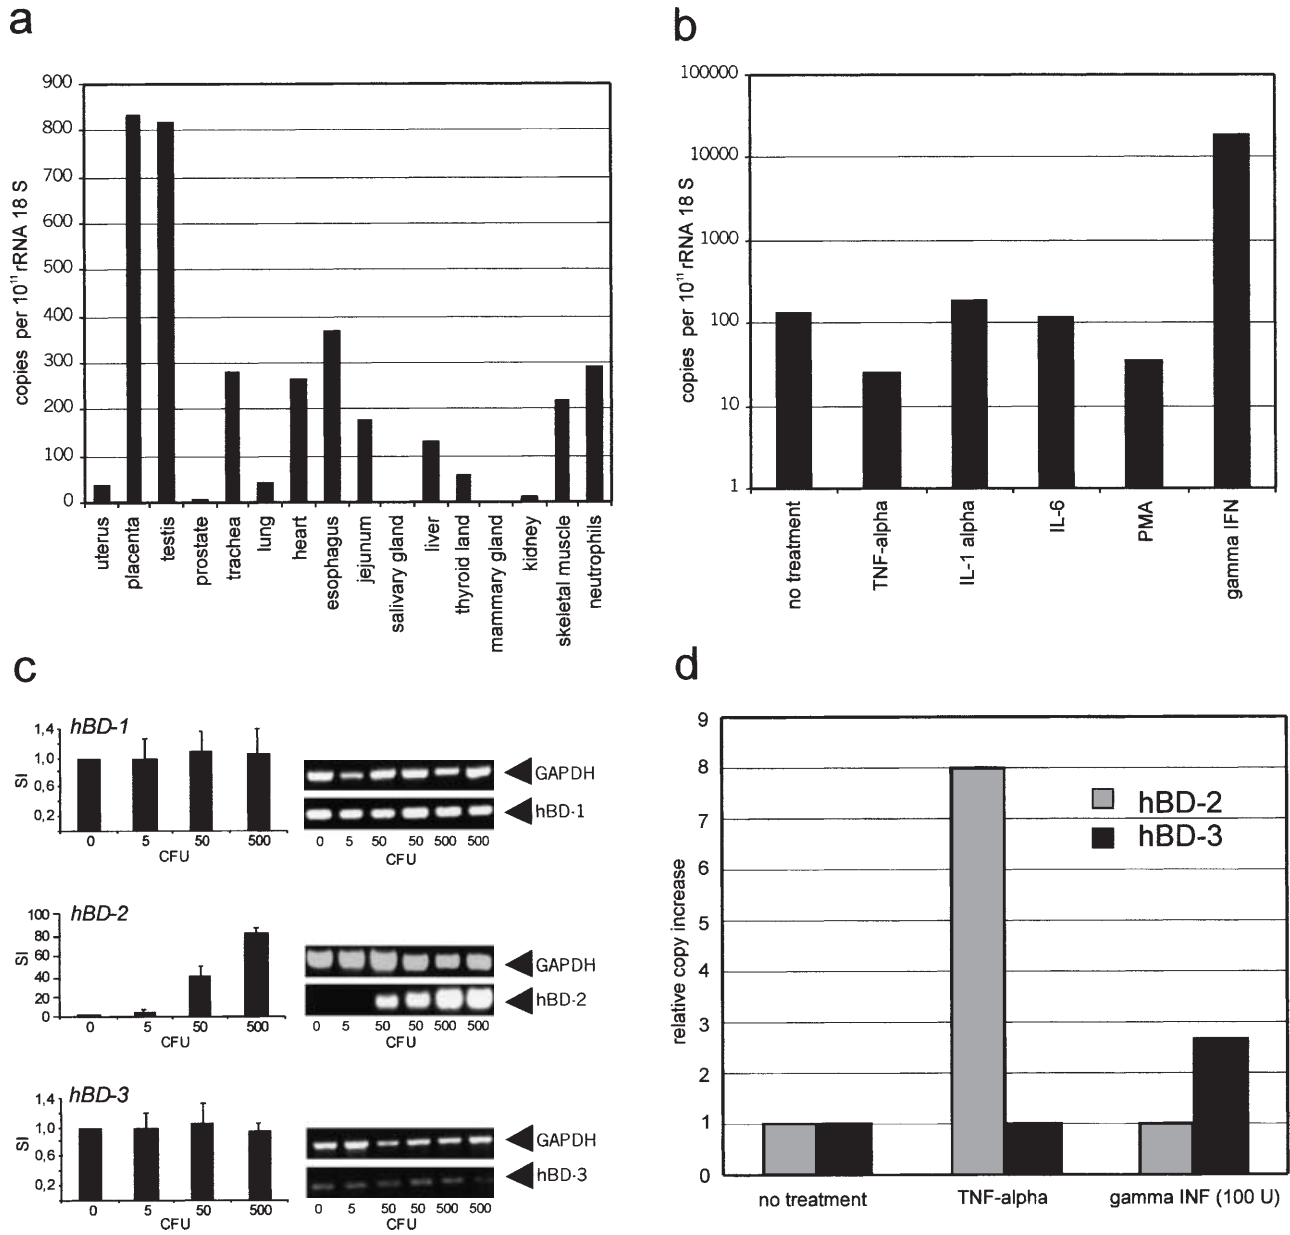 a
900
800
700
600
500
400
300
200
100
0
copies per 10¹¹ rRNA 18 S
uterus
placenta
testis
prostate
trachea
lung
heart
esophagus
jejunum
salivary gland
liver
thyroid land
mammary gland
kidney
skeletal muscle
neutrophils
b
100000
10000
1000
100
10
1
copies per 10¹¹ rRNA 18 S
no treatment
TNF-alpha
IL-1 alpha
IL-6
PMA
gamma IFN
c
hBD-1
1,4
1,0
0,6
0,2
SI
0 5 50 500
CFU
GAPDH
hBD-1
0 5 50 50 500 500
CFU
hBD-2
100
80
60
40
20
0
SI
0 5 50 500
CFU
GAPDH
hBD-2
0 5 50 50 500 500
CFU
hBD-3
1,4
1,0
0,6
0,2
SI
0 5 50 500
CFU
GAPDH
hBD-3
0 5 50 50 500 500
CFU
d
9
8
7
6
5
4
3
2
1
0
relative copy increase
hBD-2
hBD-3
no treatment
TNF-alpha
gamma INF (100 U)